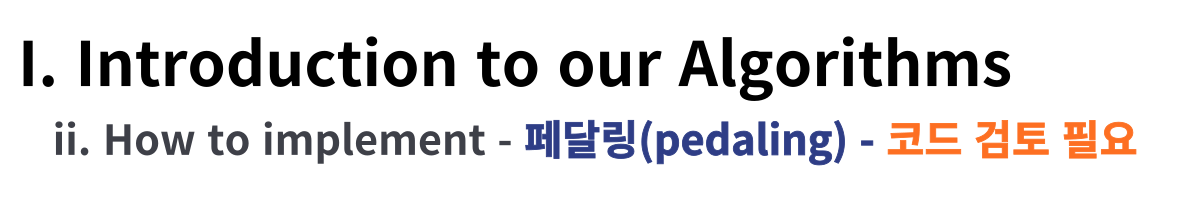 I. Introduction to our Algorithms
ii. How to implement - 페달링(pedaling) - 코드 검토 필요